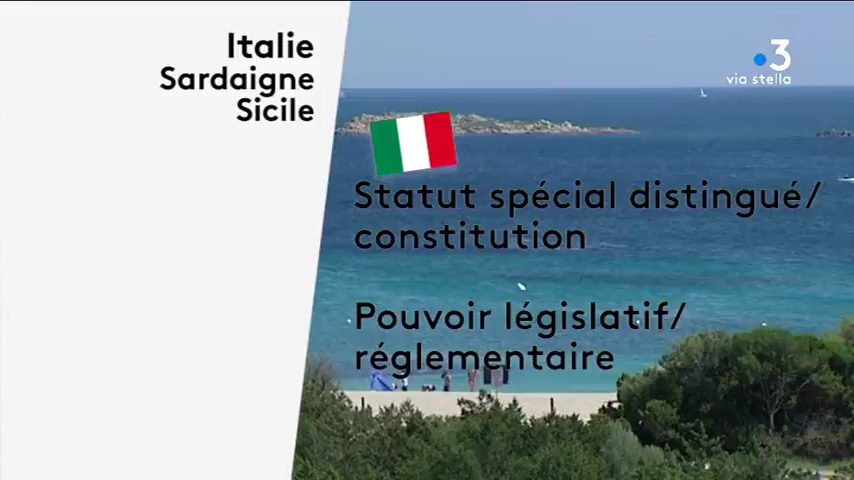 Italie
Sardaigne
Sicile
3
via stella
Statut spécial distingué/
constitution
Pouvoir législatif/
réglementaire